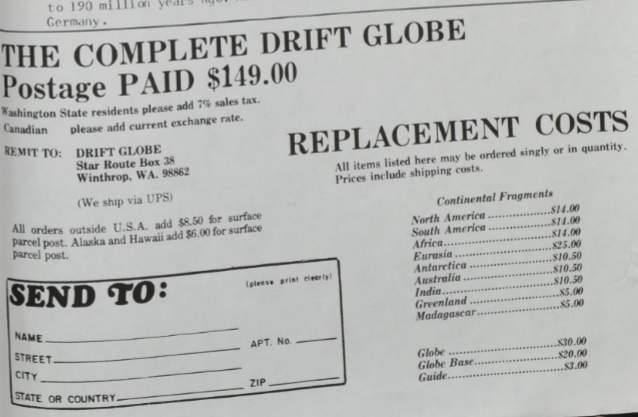 to 190 million years ago.
Germany.
THE COMPLETE DRIFT GLOBE
Postage PAID $149.00
Washington State residents please add 7% sales tax.
Canadian please add current exchange rate.
REMIT TO: DRIFT GLOBE
Star Route Box 38
Winthrop, WA. 98862
(We ship via UPS)
All orders outside U.S.A. add $8.50 for surface
parcel post. Alaska and Hawaii add $6.00 for surface
parcel post.
SEND TO:
(please print clearly)
NAME
APT. No.
STREET
CITY
ZIP
STATE OR COUNTRY
REPLACEMENT COSTS
All items listed here may be ordered singly or in quantity.
Prices include shipping costs.
Continental Fragments
North America ..................$14.00
South America ..................$14.00
Africa..............................$14.00
Eurasia ...........................$25.00
Antarctica ........................$10.50
Australia ..........................$10.50
India................................$10.50
Greenland ........................$5.00
Madagascar......................$5.00
Globe ..............................$30.00
Globe Base.......................$20.00
Guide...............................$3.00